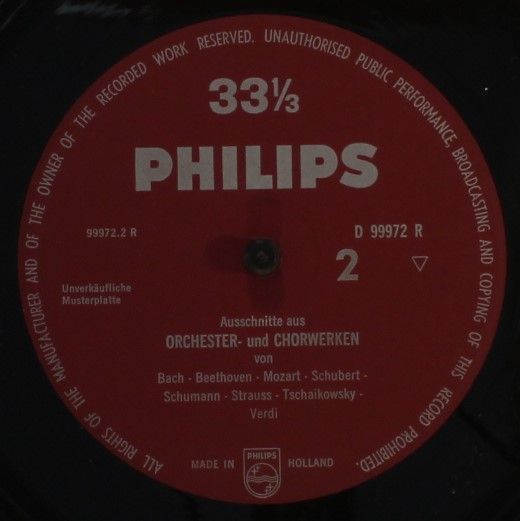 ALL RIGHTS OF THE MANUFACTURER AND OF THE OWNER OF THE RECORDED WORK RESERVED. UNAUTHORISED PUBLIC PERFORMANCE, BROADCASTING AND COPYING OF THIS RECORD PROHIBITED.
33⅓
PHILIPS
99972.2 R
D 99972 R
2
Unverkäufliche
Musterplatte
Ausschnitte aus
ORCHESTER- und CHORWERKEN
von
Bach - Beethoven - Mozart - Schubert -
Schumann - Strauss - Tschaikowsky -
Verdi
MADE IN HOLLAND
PHILIPS